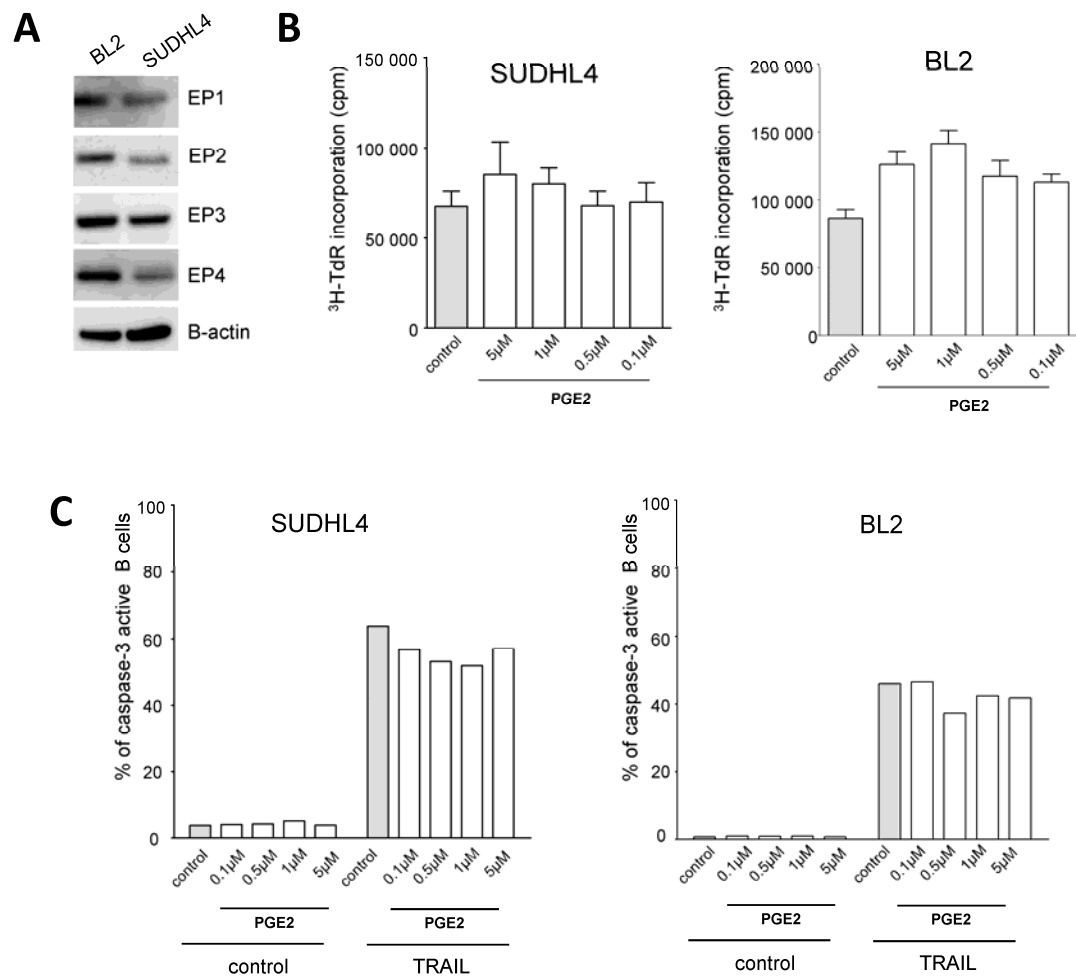 A
BL2 SUDHL4
EP1
EP2
EP3
EP4
B-actin
B
SUDHL4
³H-TdR incorporation (cpm)
150 000
100 000
50 000
0
control 5µM 1µM 0.5µM 0.1µM
PGE2
BL2
³H-TdR incorporation (cpm)
200 000
150 000
100 000
50 000
0
control 5µM 1µM 0.5µM 0.1µM
PGE2
C
SUDHL4
% of caspase-3 active B cells
100
80
60
40
20
0
control 0.1µM 0.5µM 1µM 5µM control 0.1µM 0.5µM 1µM 5µM
PGE2 PGE2
control TRAIL
BL2
% of caspase-3 active B cells
100
80
60
40
20
0
control 0.1µM 0.5µM 1µM 5µM control 0.1µM 0.5µM 1µM 5µM
PGE2 PGE2
control TRAIL